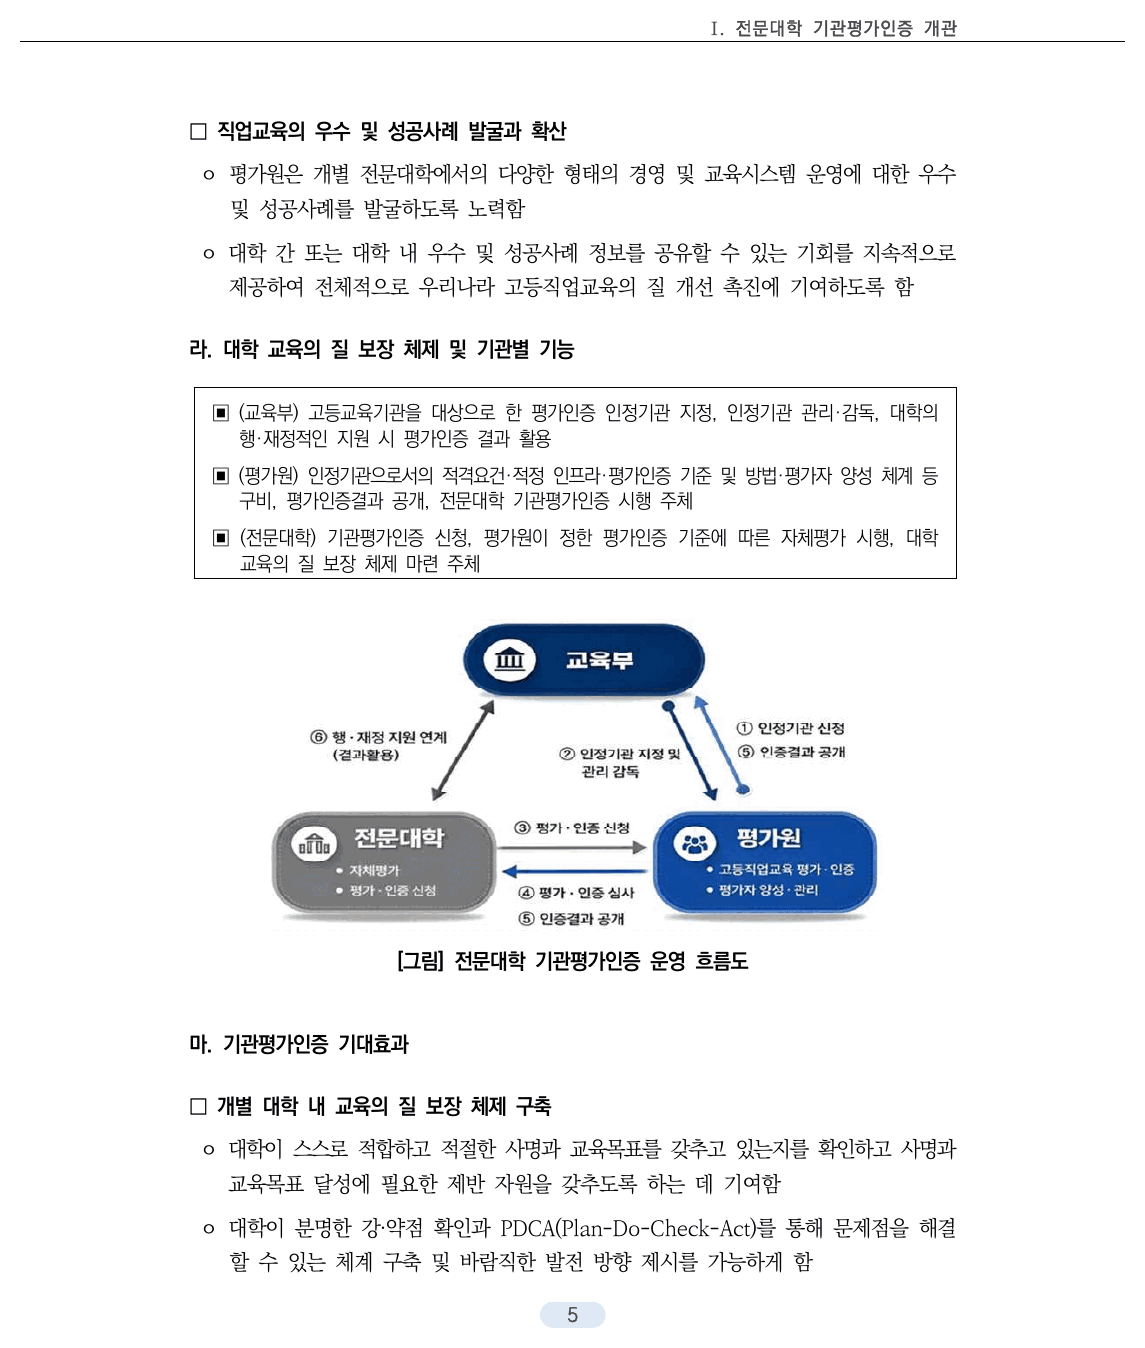 Ⅰ. 전문대학 기관평가인증 개관
□ 직업교육의 우수 및 성공사례 발굴과 확산
ㅇ 평가원은 개별 전문대학에서의 다양한 형태의 경영 및 교육시스템 운영에 대한 우수
및 성공사례를 발굴하도록 노력함
ㅇ 대학 간 또는 대학 내 우수 및 성공사례 정보를 공유할 수 있는 기회를 지속적으로
제공하여 전체적으로 우리나라 고등직업교육의 질 개선 촉진에 기여하도록 함
라. 대학 교육의 질 보장 체제 및 기관별 기능
▣ (교육부) 고등교육기관을 대상으로 한 평가인증 인정기관 지정, 인정기관 관리·감독, 대학의
행·재정적인 지원 시 평가인증 결과 활용
▣ (평가원) 인정기관으로서의 적격요건·적정 인프라·평가인증 기준 및 방법·평가자 양성 체계 등
구비, 평가인증결과 공개, 전문대학 기관평가인증 시행 주체
▣ (전문대학) 기관평가인증 신청, 평가원이 정한 평가인증 기준에 따른 자체평가 시행, 대학
교육의 질 보장 체제 마련 주체
교육부
⑥ 행·재정 지원 연계
(결과활용)
② 인정기관 지정 및
관리 감독
① 인정기관 신정
⑤ 인증결과 공개
전문대학
• 자체평가
• 평가·인증 신청
③ 평가·인증 신청
④ 평가·인증 심사
⑤ 인증결과 공개
평가원
• 고등직업교육 평가·인증
• 평가자 양성·관리
[그림] 전문대학 기관평가인증 운영 흐름도
마. 기관평가인증 기대효과
□ 개별 대학 내 교육의 질 보장 체제 구축
ㅇ 대학이 스스로 적합하고 적절한 사명과 교육목표를 갖추고 있는지를 확인하고 사명과
교육목표 달성에 필요한 제반 자원을 갖추도록 하는 데 기여함
ㅇ 대학이 분명한 강·약점 확인과 PDCA(Plan-Do-Check-Act)를 통해 문제점을 해결
할 수 있는 체계 구축 및 바람직한 발전 방향 제시를 가능하게 함
5